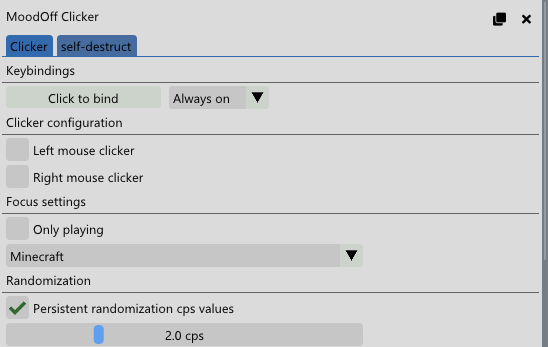 MoodOff Clicker
Clicker self-destruct
Keybindings
Click to bind Always on
Clicker configuration
Left mouse clicker
Right mouse clicker
Focus settings
Only playing
Minecraft
Randomization
Persistent randomization cps values
2.0 cps